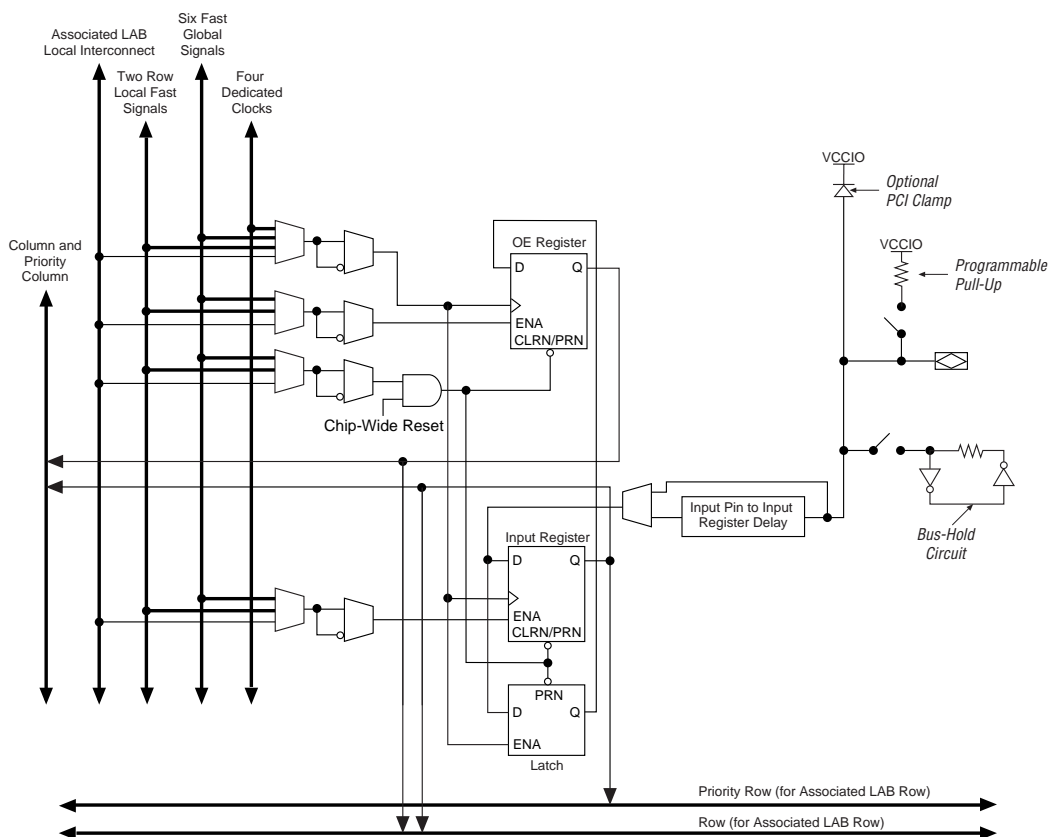 Six Fast
Global
Signals
Associated LAB
Local Interconnect
Two Row
Local Fast
Signals
Four
Dedicated
Clocks
Column and
Priority
Column
OE Register
D
Q
ENA
CLRN/PRN
Chip-Wide Reset
VCCIO
Optional
PCI Clamp
VCCIO
Programmable
Pull-Up
Input Pin to Input
Register Delay
Bus-Hold
Circuit
Input Register
D
Q
ENA
CLRN/PRN
PRN
D
Q
ENA
Latch
Priority Row (for Associated LAB Row)
Row (for Associated LAB Row)